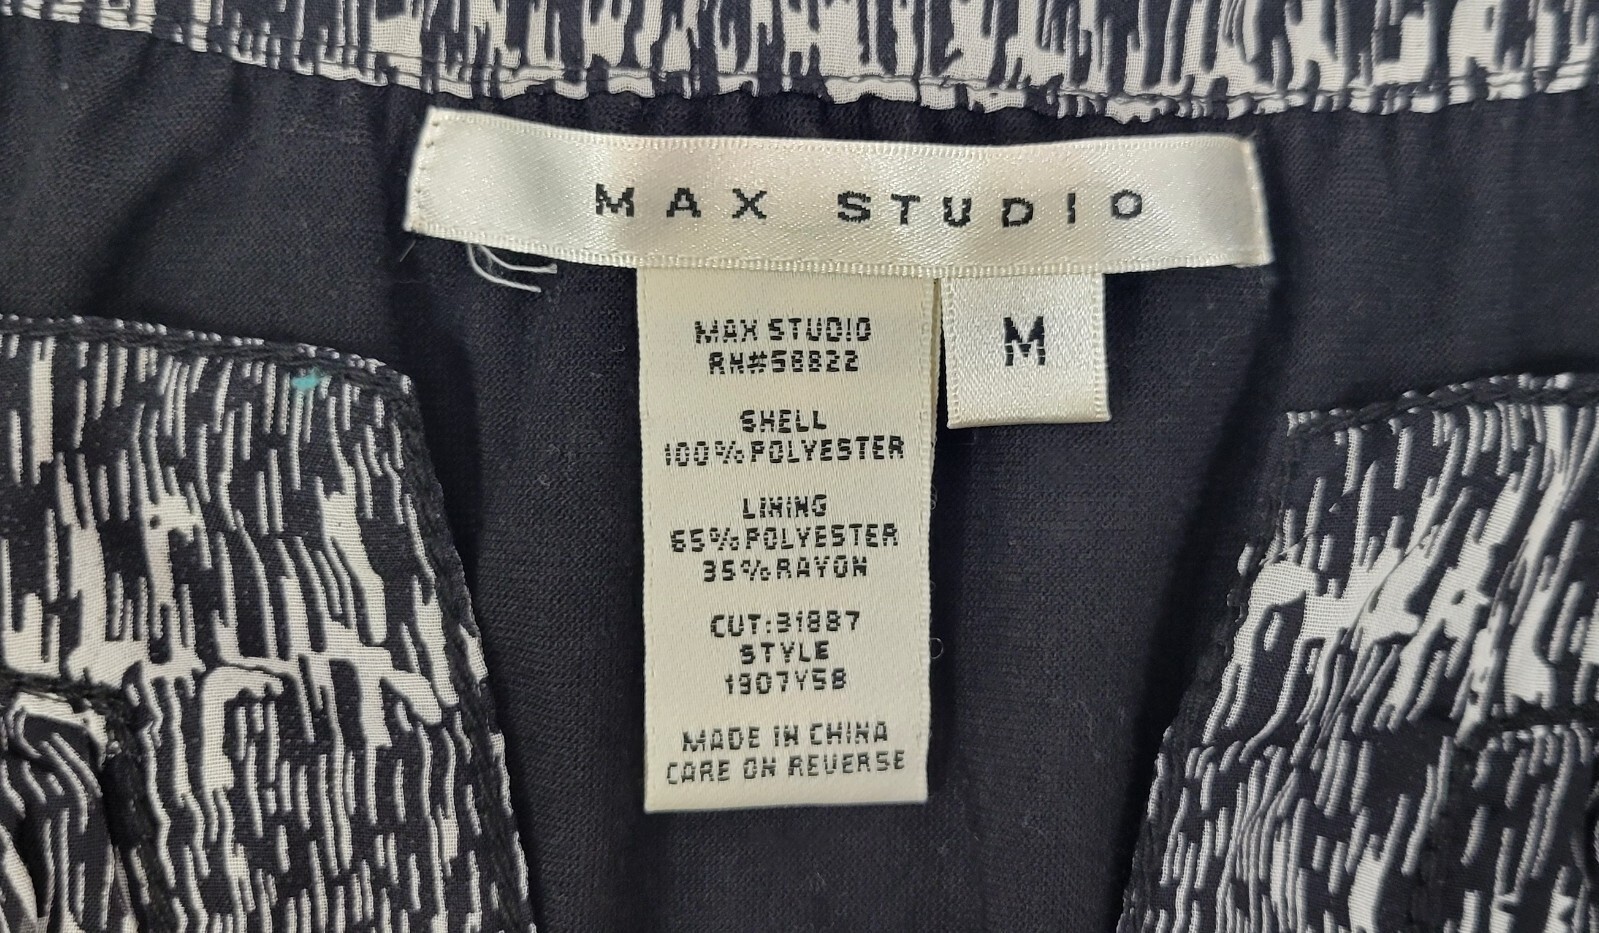 MAX STUDIO
M
MAX STUDIO
RN#58822
SHELL
100% POLYESTER
LINING
65% POLYESTER
35% RAYON
CUT:31887
STYLE
1907Y58
MADE IN CHINA
CARE ON REVERSE